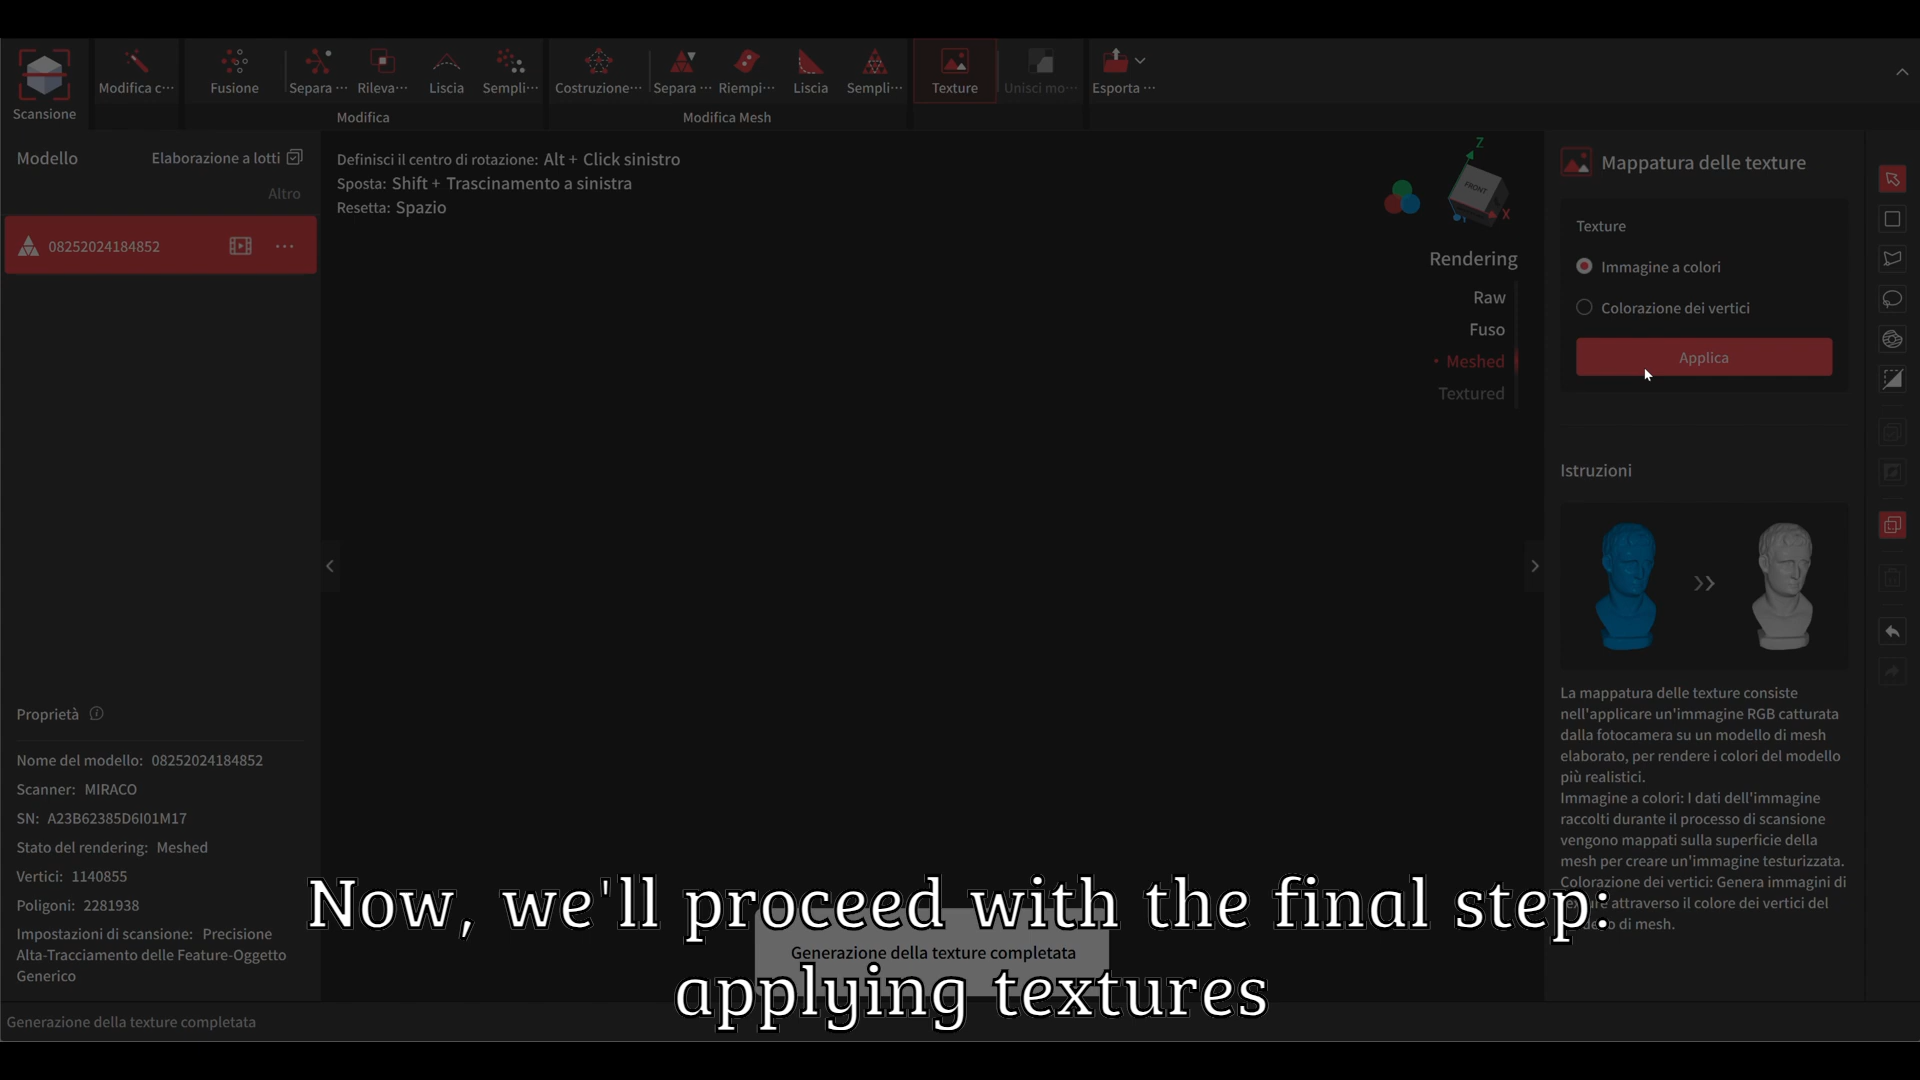 Scansione
Modifica c···
Fusione
Separa ···
Rileva···
Liscia
Sempli···
Modifica
Costruzione···
Separa ···
Riempi···
Liscia
Sempli···
Modifica Mesh
Texture
Unisci mo···
Esporta ···
Modello
Elaborazione a lotti
Altro
08252024184852
Definisci il centro di rotazione: Alt + Click sinistro
Sposta: Shift + Trascinamento a sinistra
Resetta: Spazio
Z
FRONT
X
Rendering
Raw
Fuso
• Meshed
Textured
Mappatura delle texture
Texture
Immagine a colori
Colorazione dei vertici
Applica
Istruzioni
La mappatura delle texture consiste
nell'applicare un'immagine RGB catturata
dalla fotocamera su un modello di mesh
elaborato, per rendere i colori del modello
più realistici.
Immagine a colori: I dati dell'immagine
raccolti durante il processo di scansione
vengono mappati sulla superficie della
mesh per creare un'immagine testurizzata.
Colorazione dei vertici: Genera immagini di
attraverso il colore dei vertici del
di mesh.
Proprietà
Nome del modello: 08252024184852
Scanner: MIRACO
SN: A23B62385D6I01M17
Stato del rendering: Meshed
Vertici: 1140855
Poligoni: 2281938
Impostazioni di scansione: Precisione
Alta-Tracciamento delle Feature-Oggetto
Generico
Now, we'll proceed with the final step:
Generazione della texture completata
applying textures
Generazione della texture completata